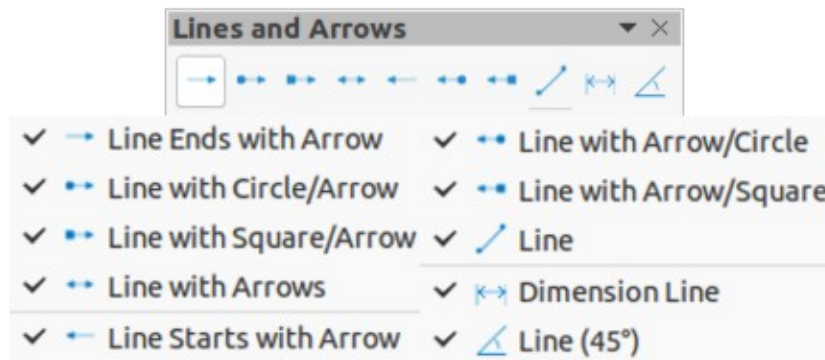 Lines and Arrows
Line Ends with Arrow
Line with Circle/Arrow
Line with Square/Arrow
Line with Arrows
Line Starts with Arrow
Line with Arrow/Circle
Line with Arrow/Square
Line
Dimension Line
Line (45°)